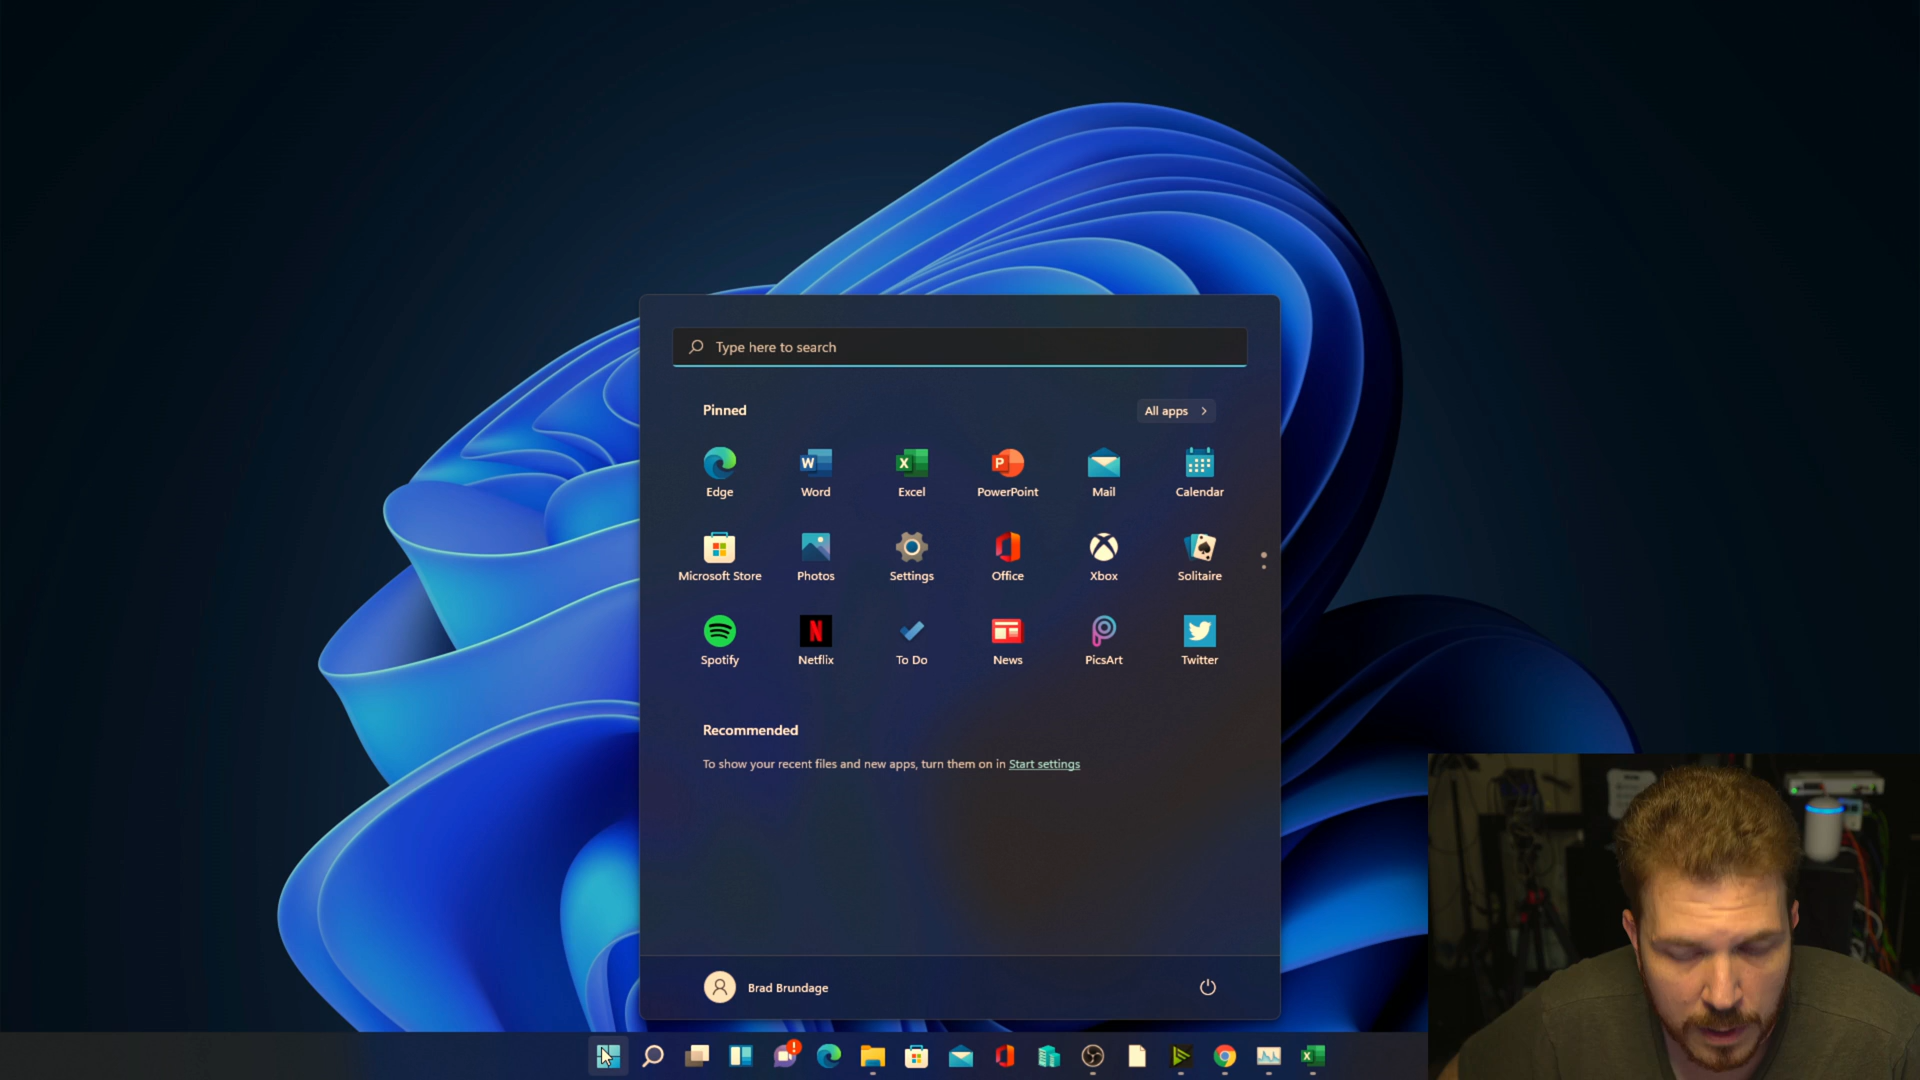 Type here to search
Pinned
All apps
Edge Word Excel PowerPoint Mail Calendar
Microsoft Store Photos Settings Office Xbox Solitaire
Spotify Netflix To Do News PicsArt Twitter
Recommended
To show your recent files and new apps, turn them on in Start settings
Brad Brundage